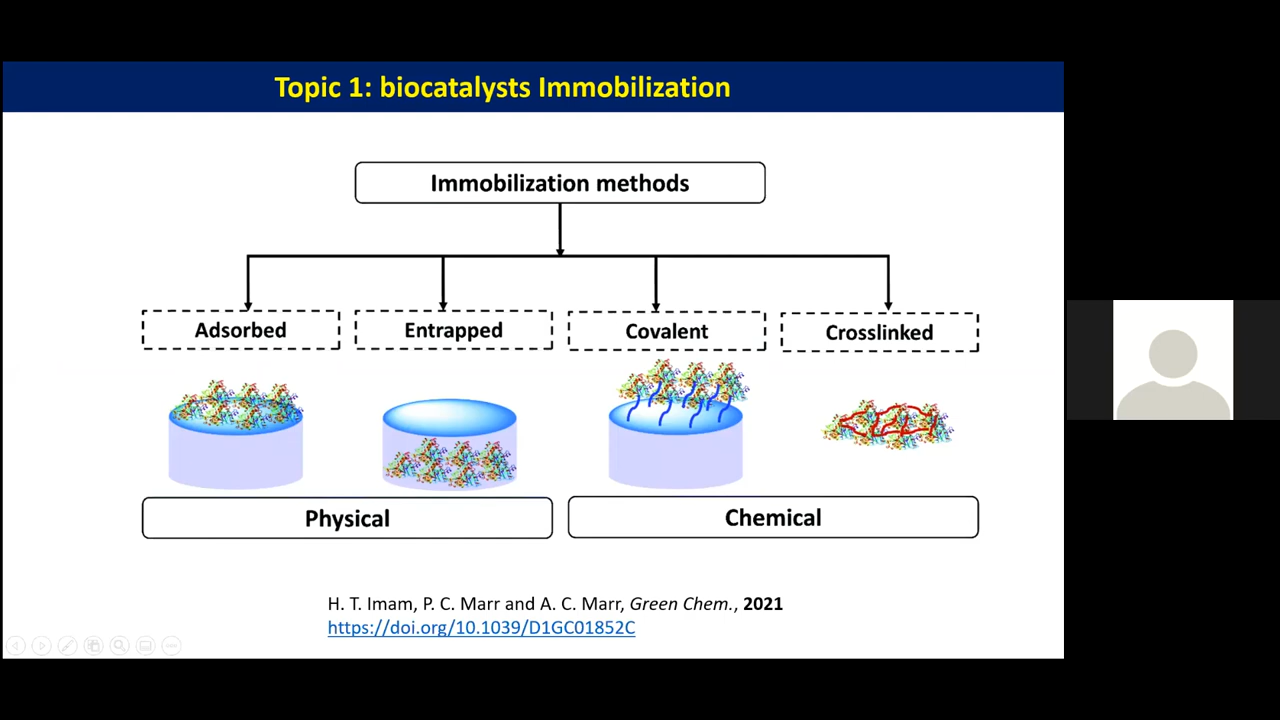 Topic 1: biocatalysts Immobilization
Immobilization methods
Adsorbed
Entrapped
Covalent
Crosslinked
Physical
Chemical
H. T. Imam, P. C. Marr and A. C. Marr, Green Chem., 2021
https://doi.org/10.1039/D1GC01852C